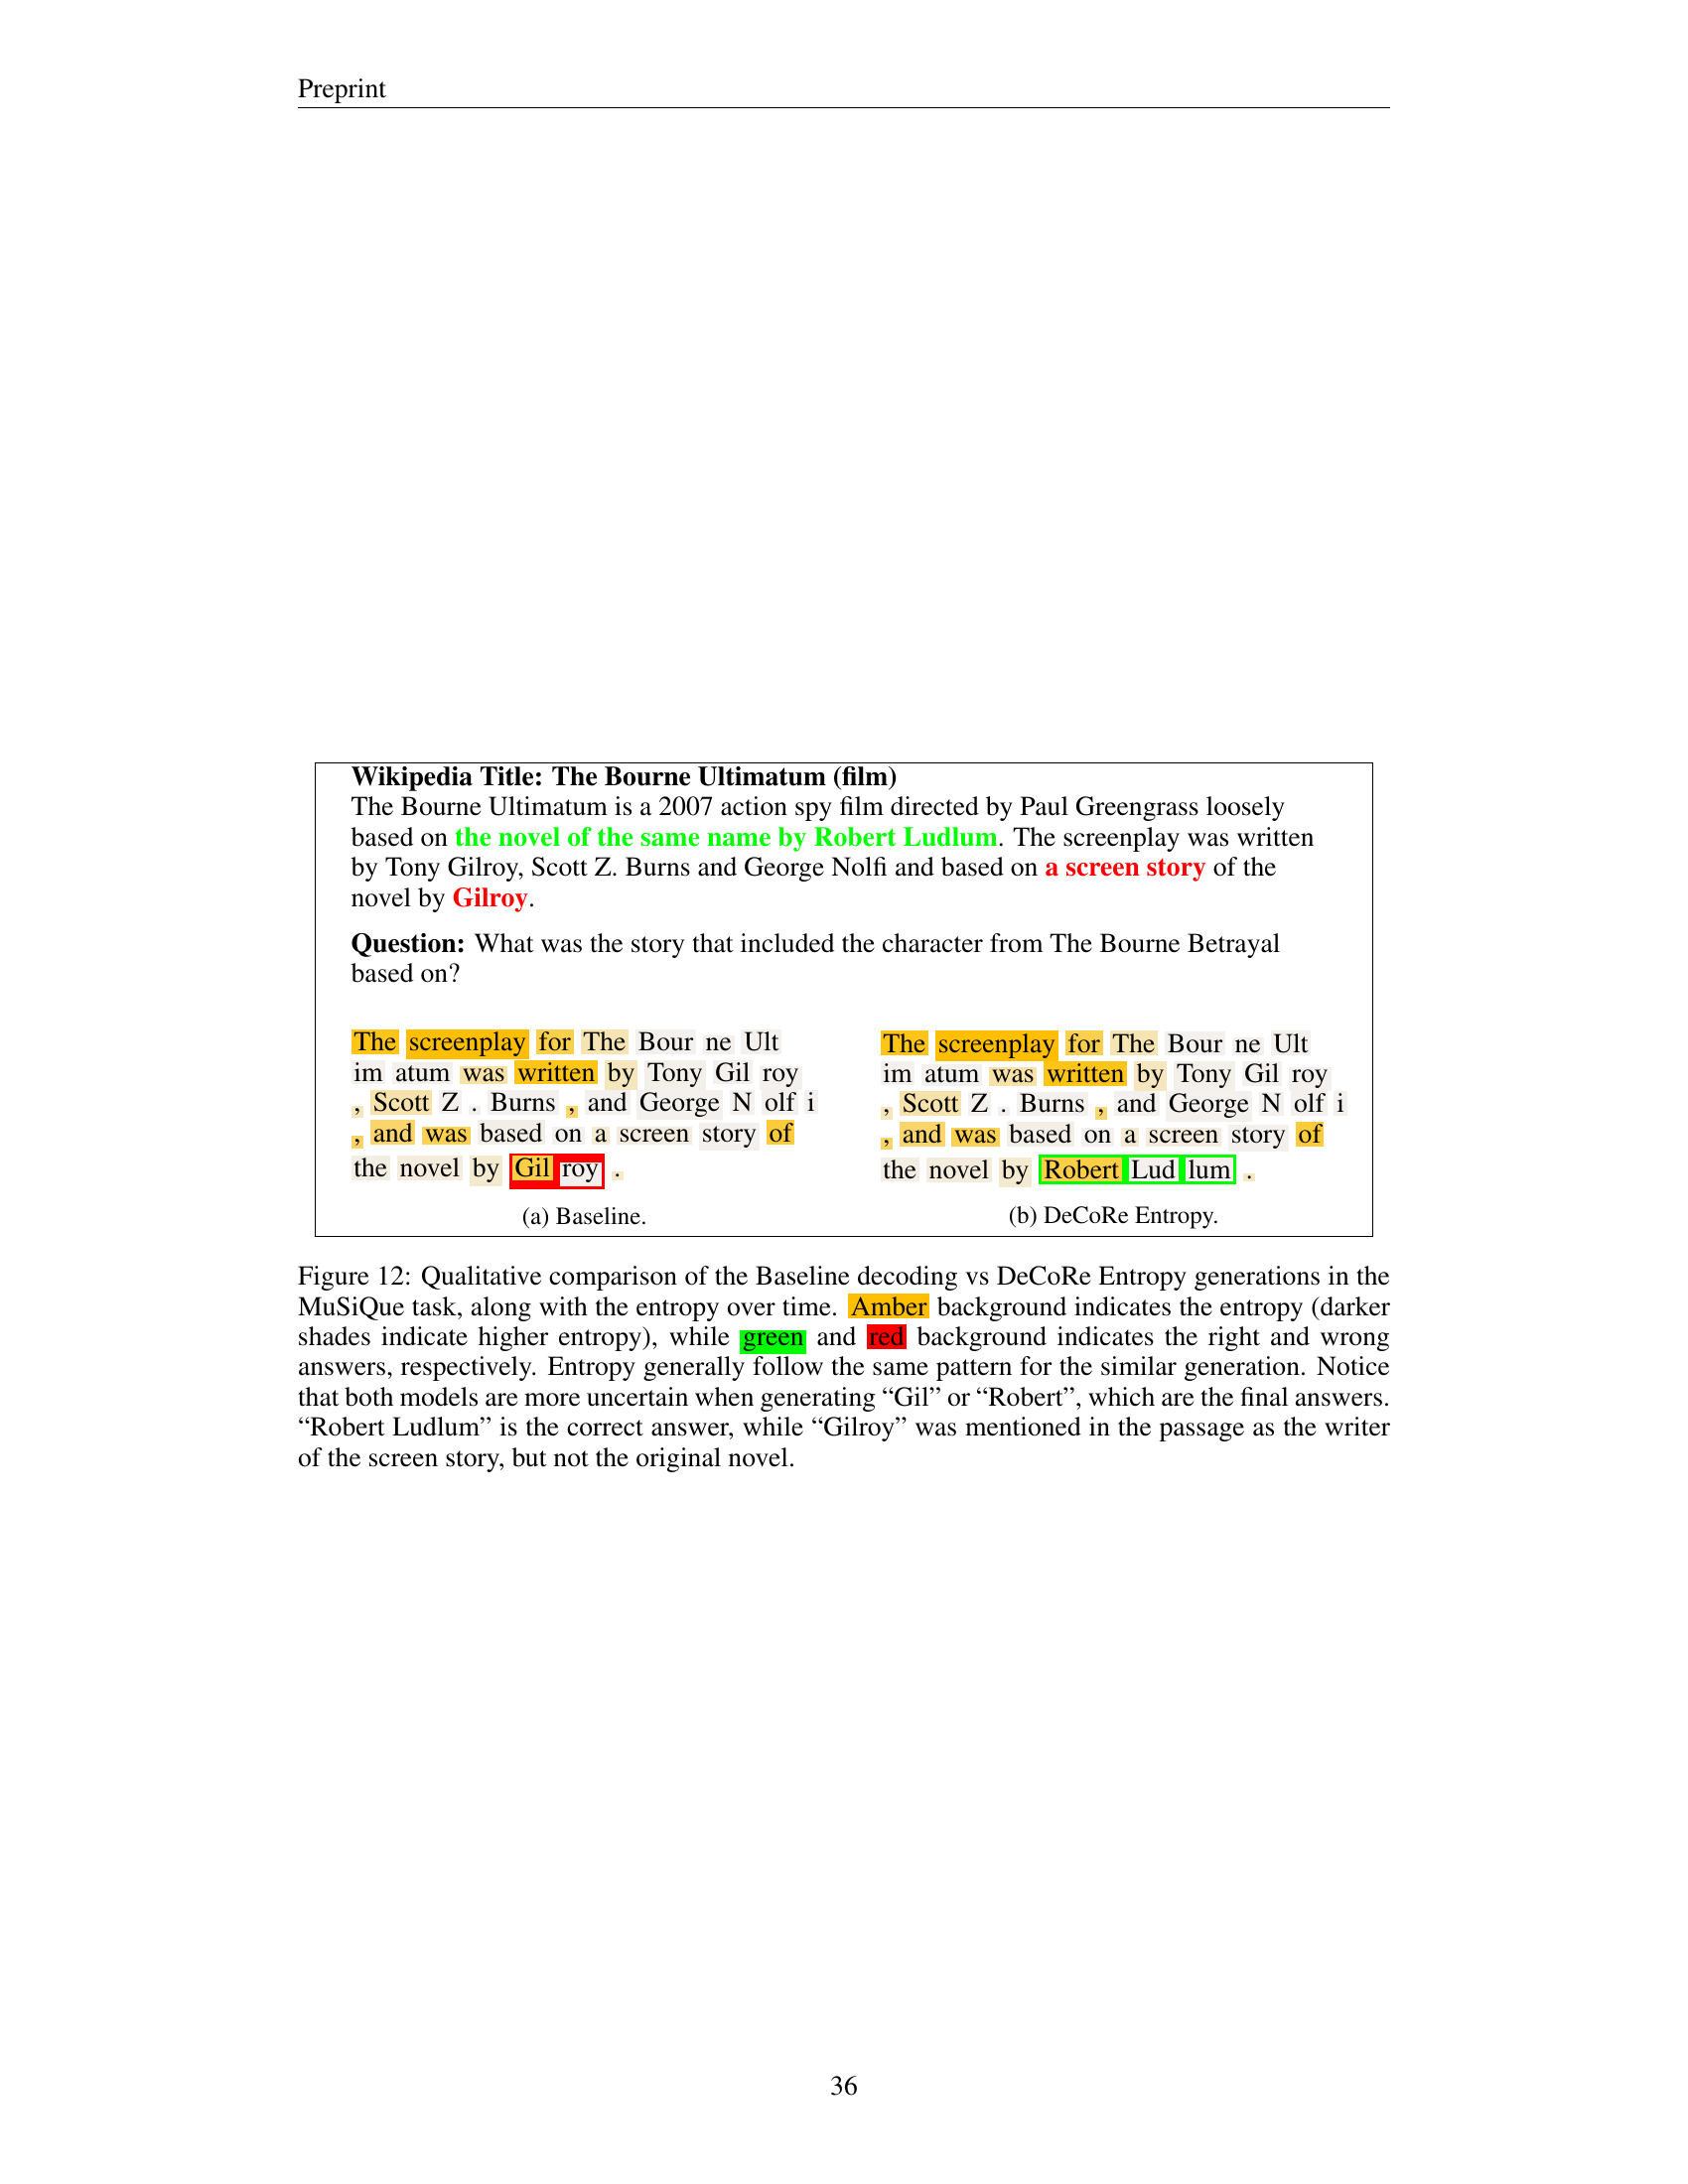 Preprint
Wikipedia Title: The Bourne Ultimatum (film)
The Bourne Ultimatum is a 2007 action spy film directed by Paul Greengrass loosely
based on the novel of the same name by Robert Ludlum. The screenplay was written
by Tony Gilroy, Scott Z. Burns and George Nolfi and based on a screen story of the
novel by Gilroy.
Question: What was the story that included the character from The Bourne Betrayal
based on?
The screenplay for The Bour ne Ult
im atum was written by Tony Gil roy
, Scott Z . Burns , and George N olf i
, and was based on a screen story of
the novel by Gil roy .
(a) Baseline.
The screenplay for The Bour ne Ult
im atum was written by Tony Gil roy
, Scott Z . Burns , and George N olf i
, and was based on a screen story of
the novel by Robert Lud lum .
(b) DeCoRe Entropy.
Figure 12: Qualitative comparison of the Baseline decoding vs DeCoRe Entropy generations in the
MuSiQue task, along with the entropy over time. Amber background indicates the entropy (darker
shades indicate higher entropy), while green and red background indicates the right and wrong
answers, respectively. Entropy generally follow the same pattern for the similar generation. Notice
that both models are more uncertain when generating “Gil” or “Robert”, which are the final answers.
“Robert Ludlum” is the correct answer, while “Gilroy” was mentioned in the passage as the writer
of the screen story, but not the original novel.
36